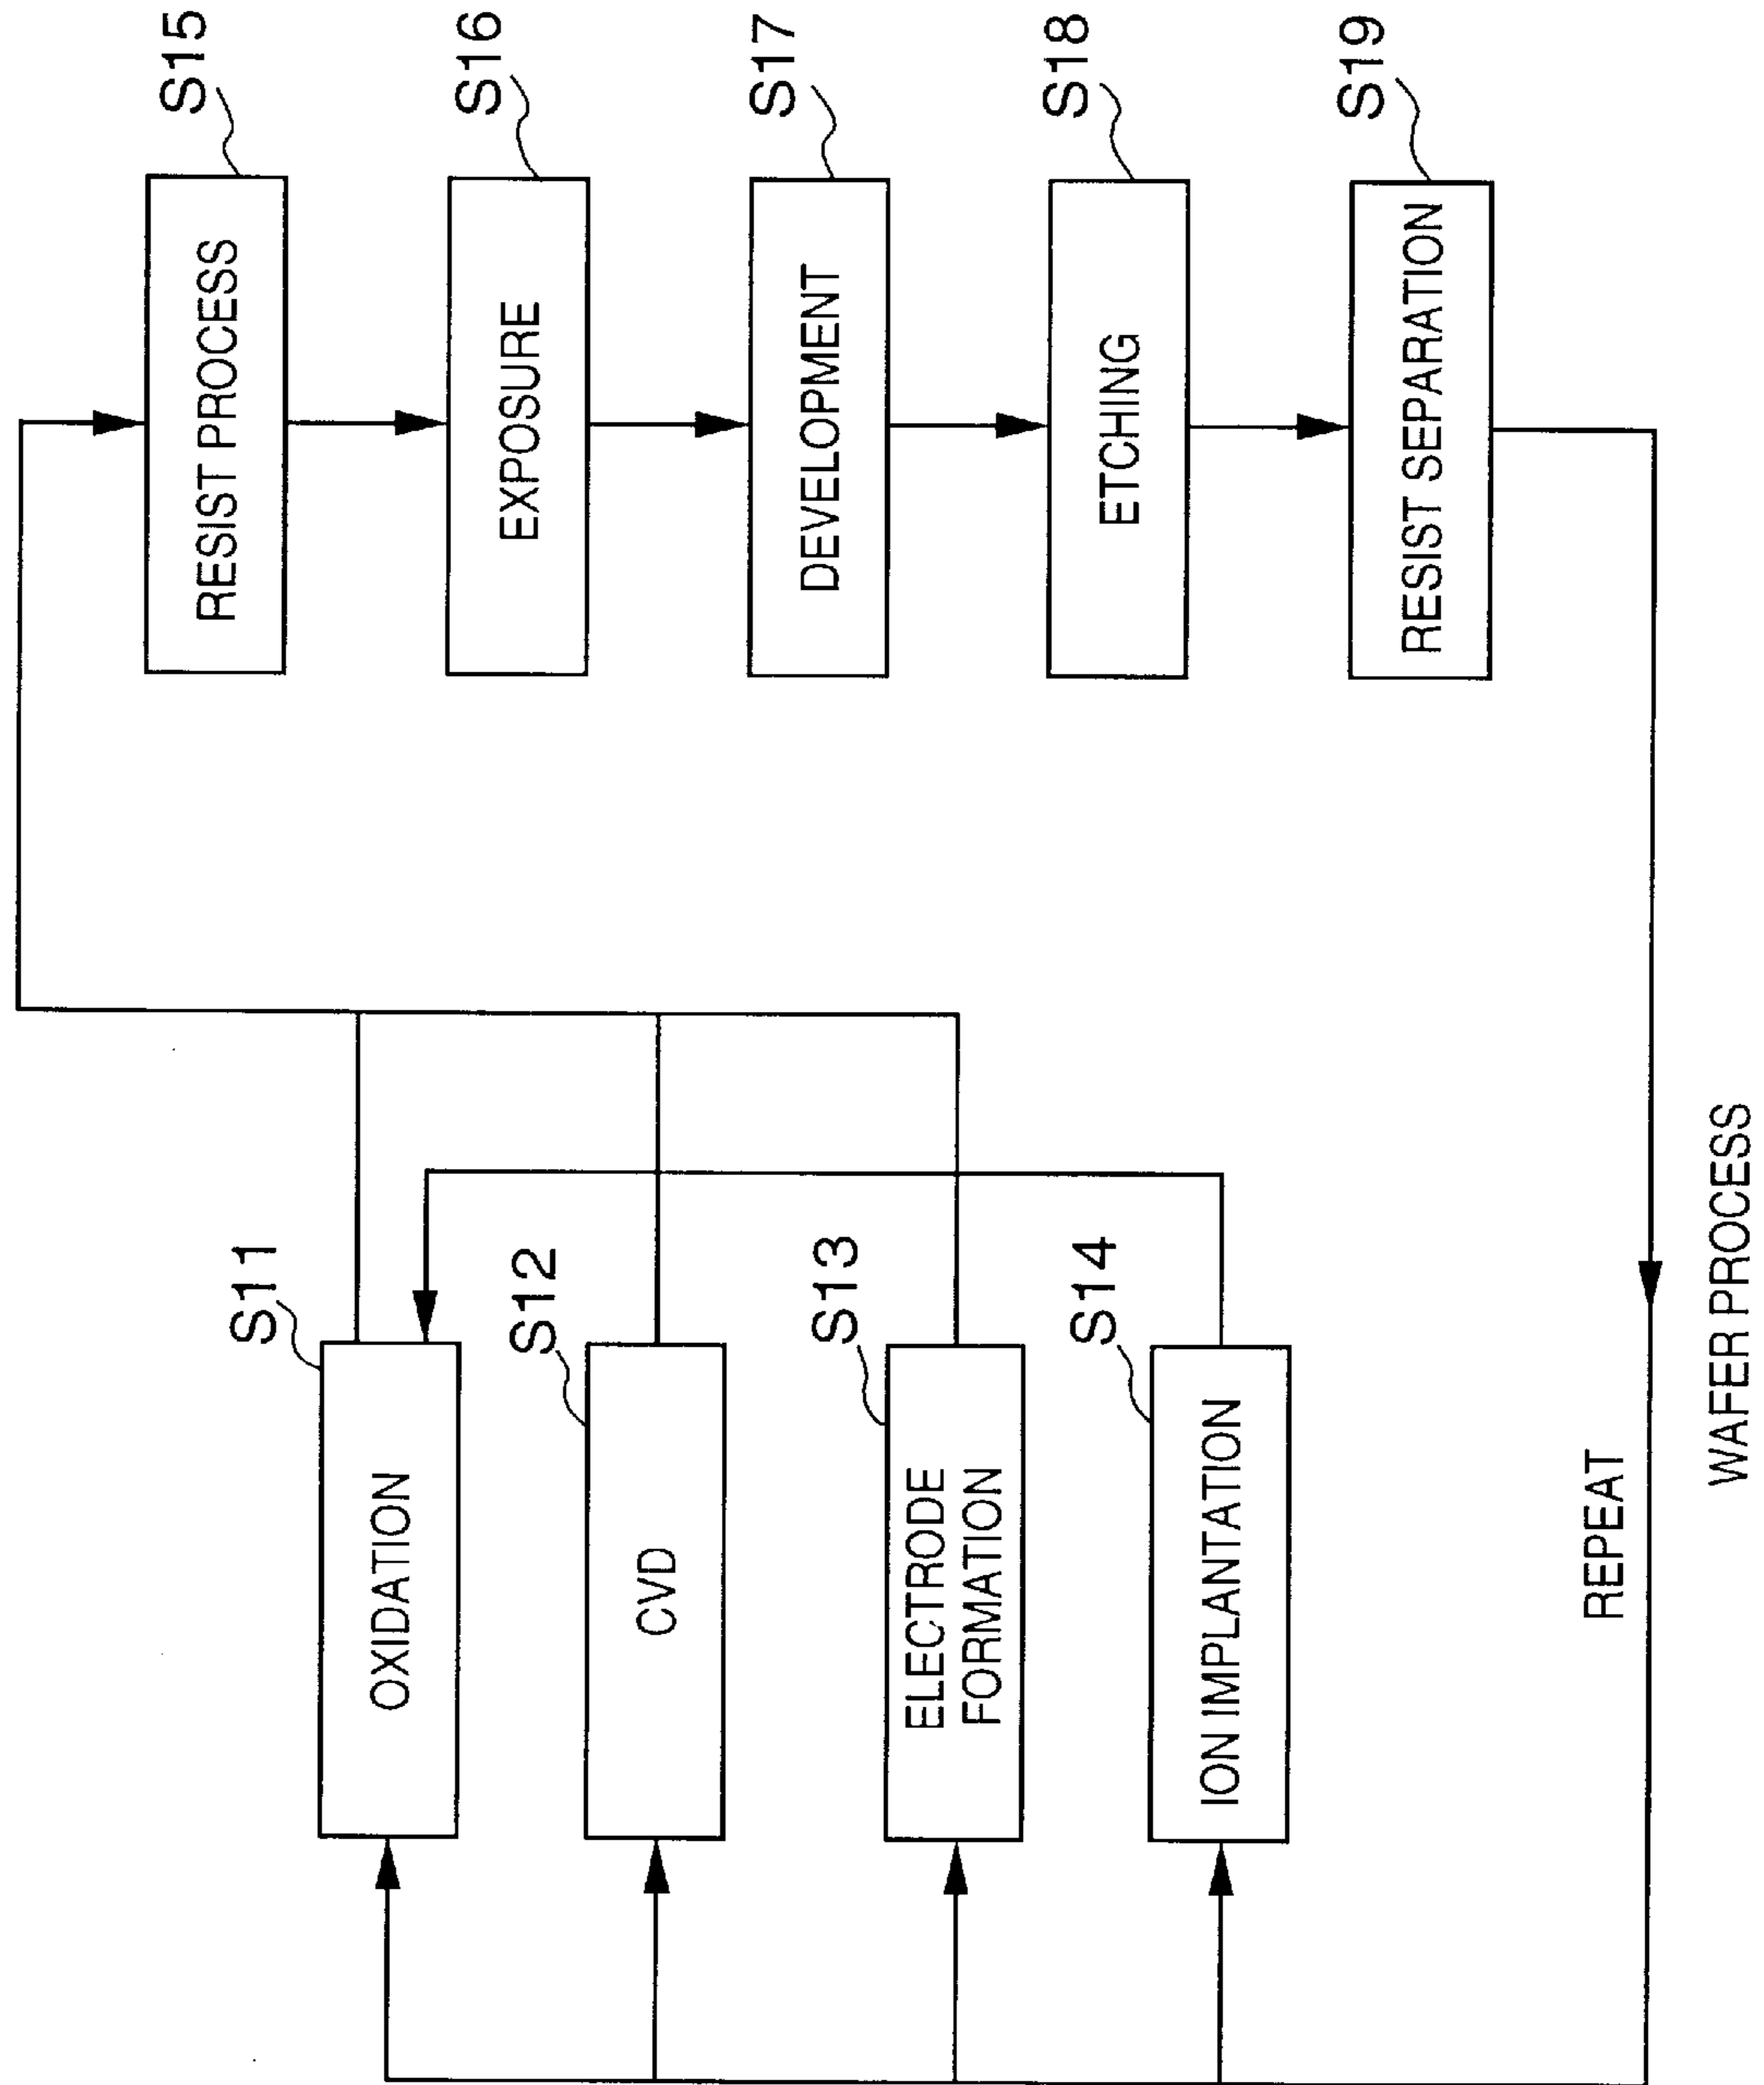 S11
OXIDATION
S12
CVD
S13
ELECTRODE
FORMATION
S14
ION IMPLANTATION
S15
RESIST PROCESS
S16
EXPOSURE
S17
DEVELOPMENT
S18
ETCHING
S19
RESIST SEPARATION
REPEAT
WAFER PROCESS